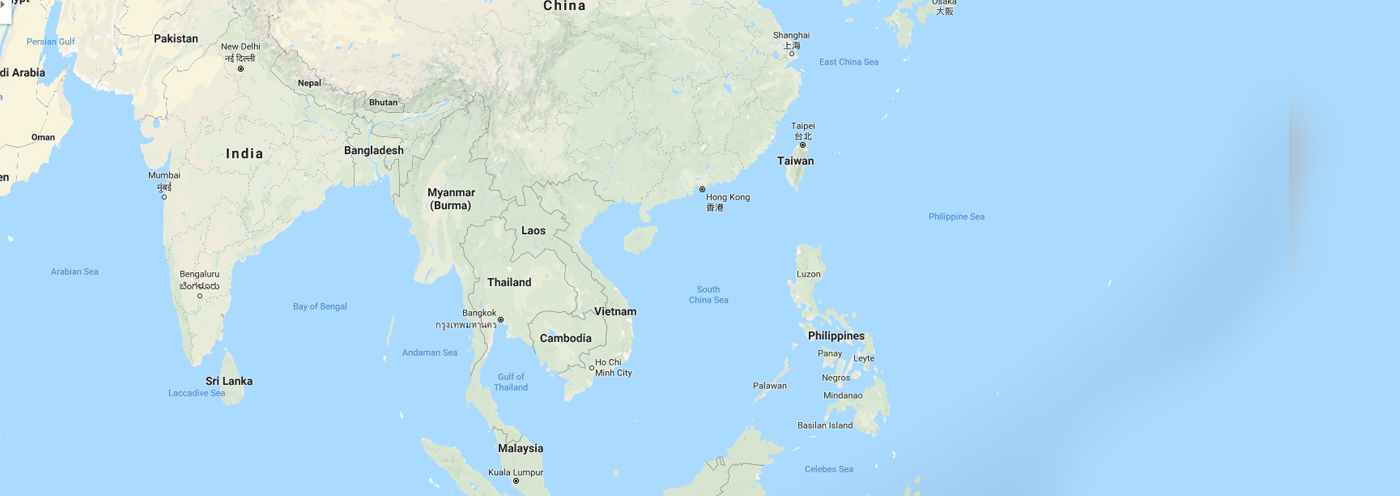 China
Osaka
大阪
Shanghai
上海
East China Sea
Pakistan
Persian Gulf
New Delhi
नई दिल्ली
Nepal
Bhutan
Oman
India
Bangladesh
Taipei
台北
Taiwan
Mumbai
मुंबई
Myanmar
(Burma)
Hong Kong
香港
Philippine Sea
Laos
Arabian Sea
Bengaluru
ಬೆಂಗಳೂರು
Thailand
Luzon
South
China Sea
Bay of Bengal
Bangkok
กรุงเทพมหานคร
Vietnam
Cambodia
Philippines
Andaman Sea
Panay
Leyte
Ho Chi
Minh City
Gulf of
Thailand
Sri Lanka
Laccadive Sea
Negros
Palawan
Mindanao
Basilan Island
Malaysia
Kuala Lumpur
Celebes Sea